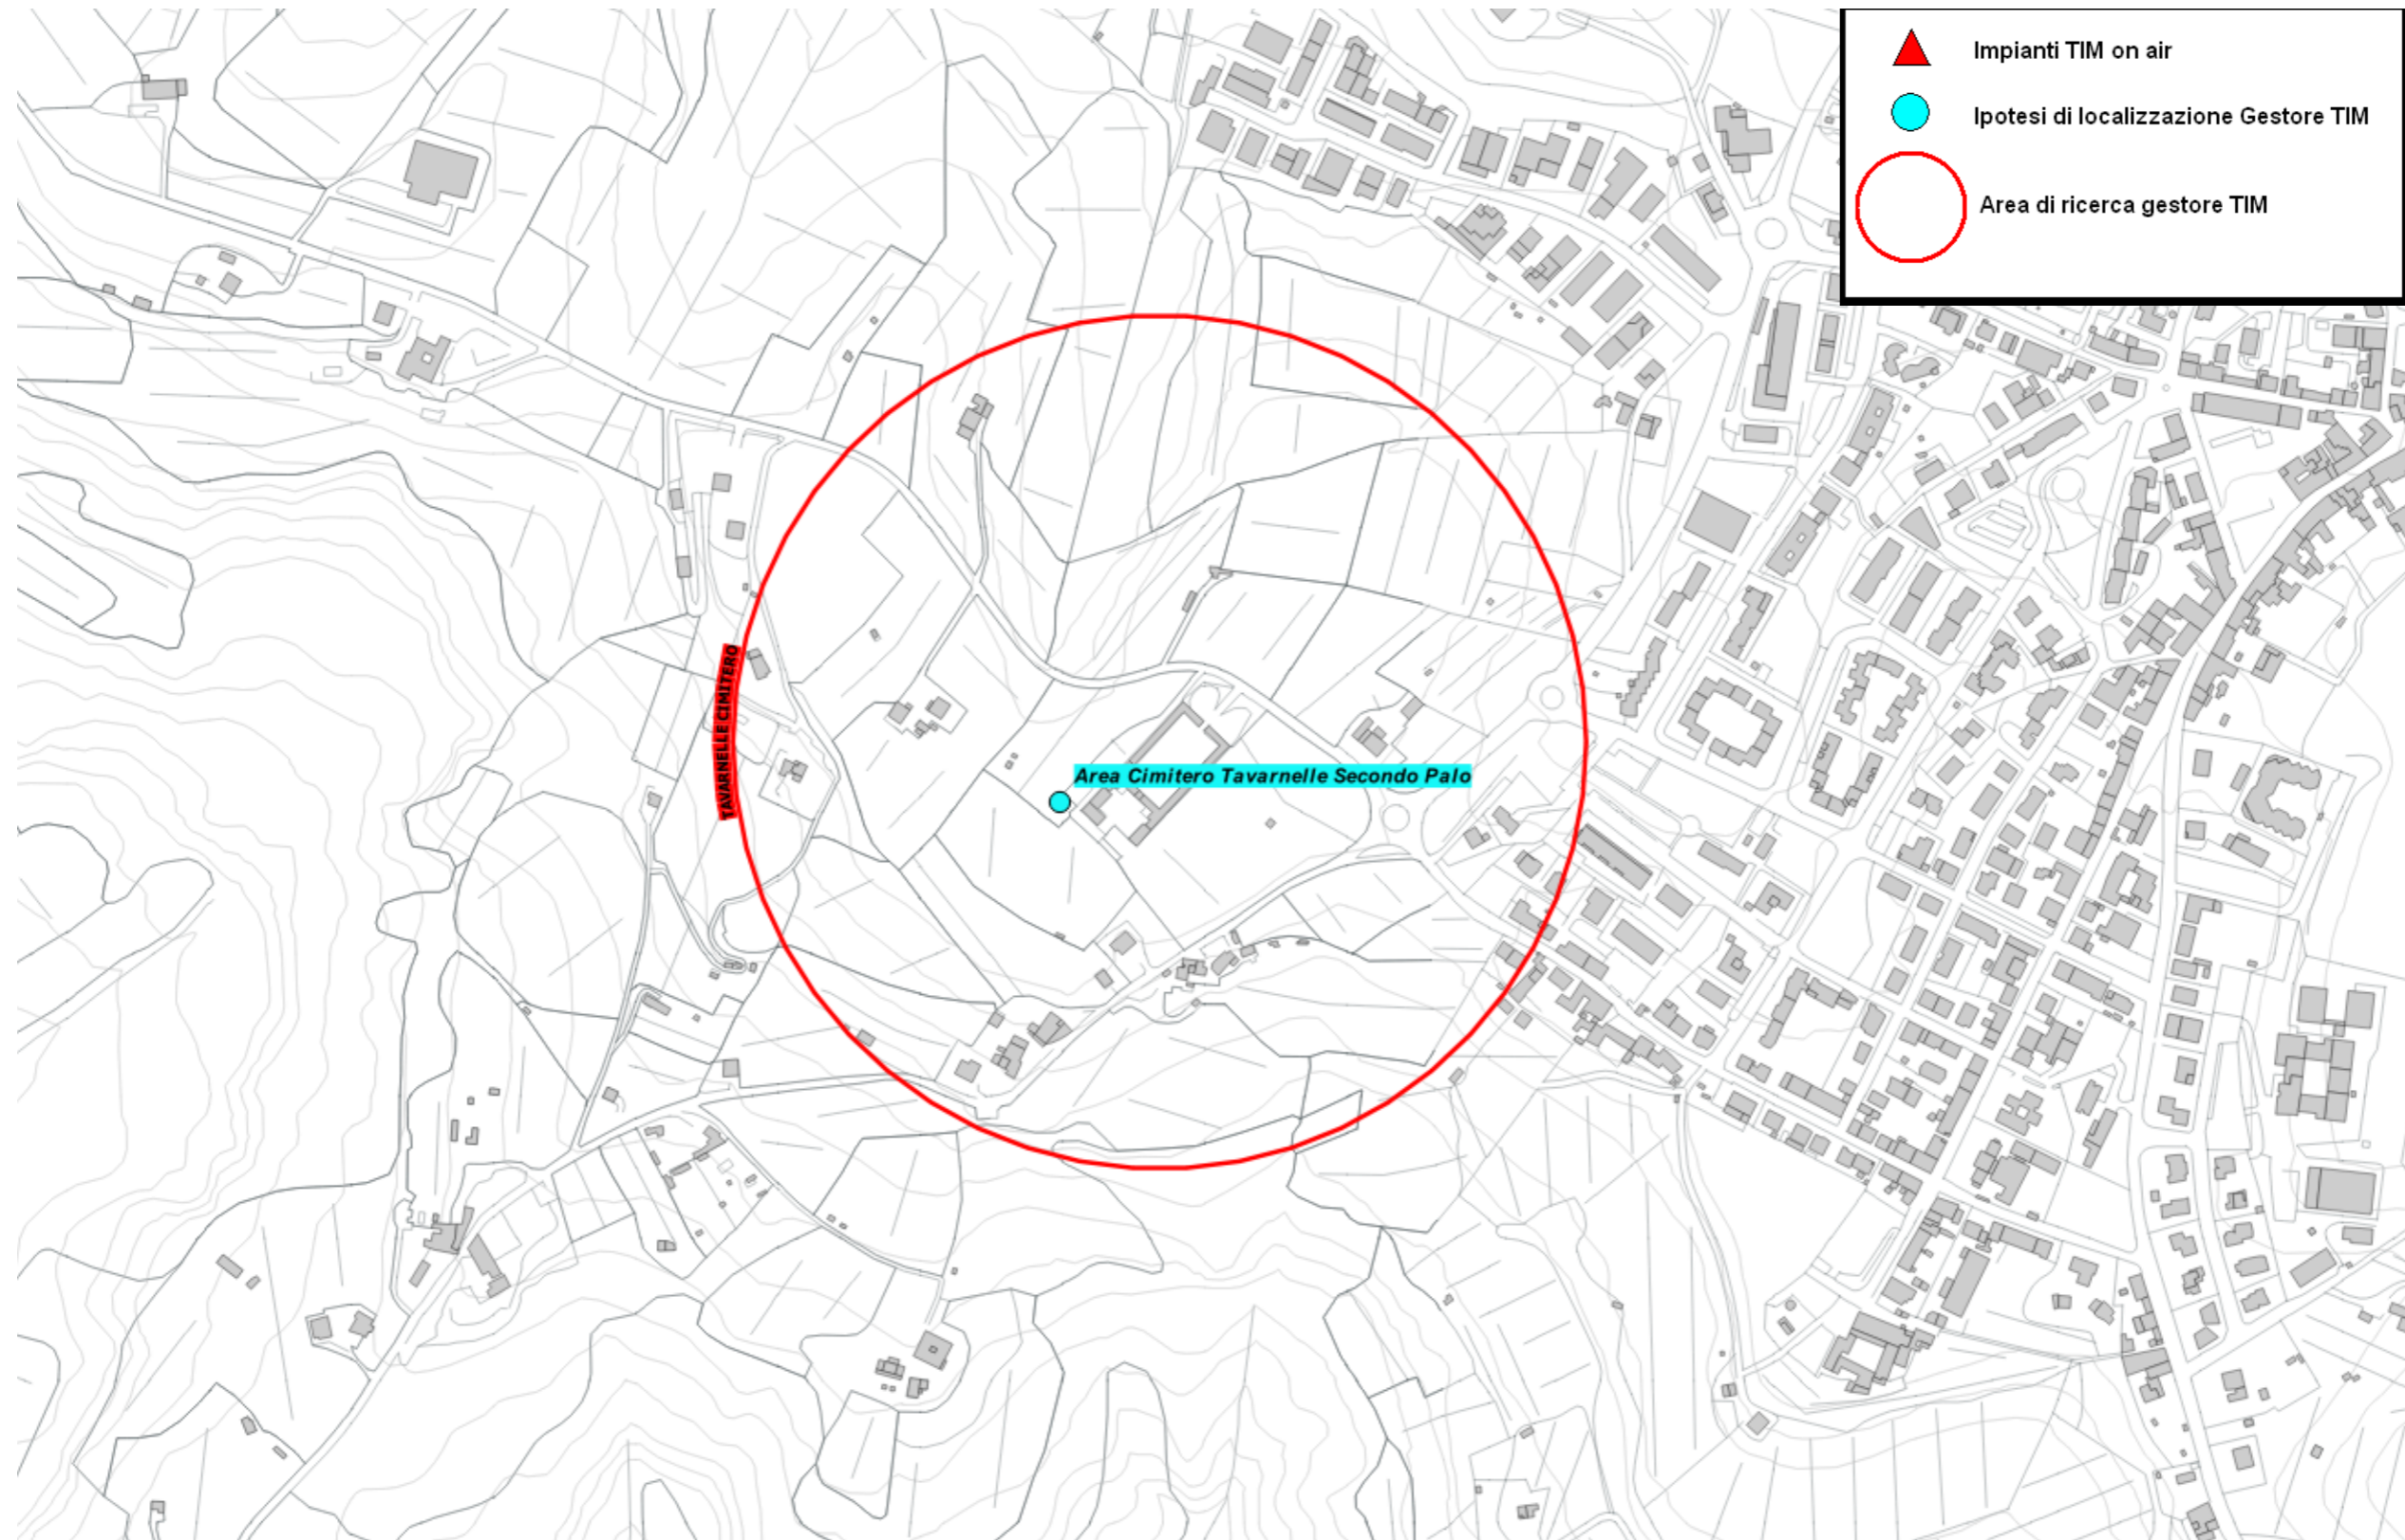 Impianti TIM on air
Ipotesi di localizzazione Gestore TIM
Area di ricerca gestore TIM
TAVARNELLE CIMITERO
Area Cimitero Tavarnelle Secondo Palo